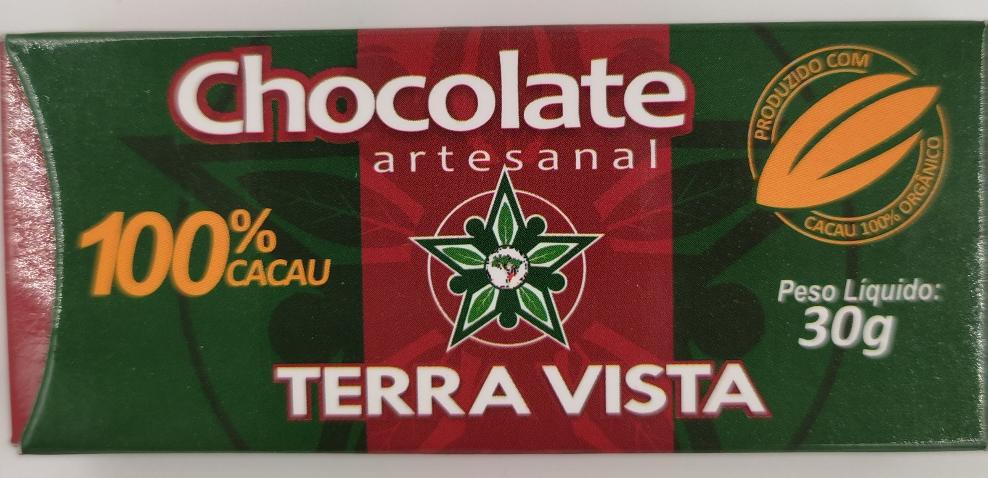 Chocolate
artesanal
PRODUZIDO COM
CACAU 100% ORGÂNICO
100% CACAU
Peso Líquido:
30g
TERRA VISTA